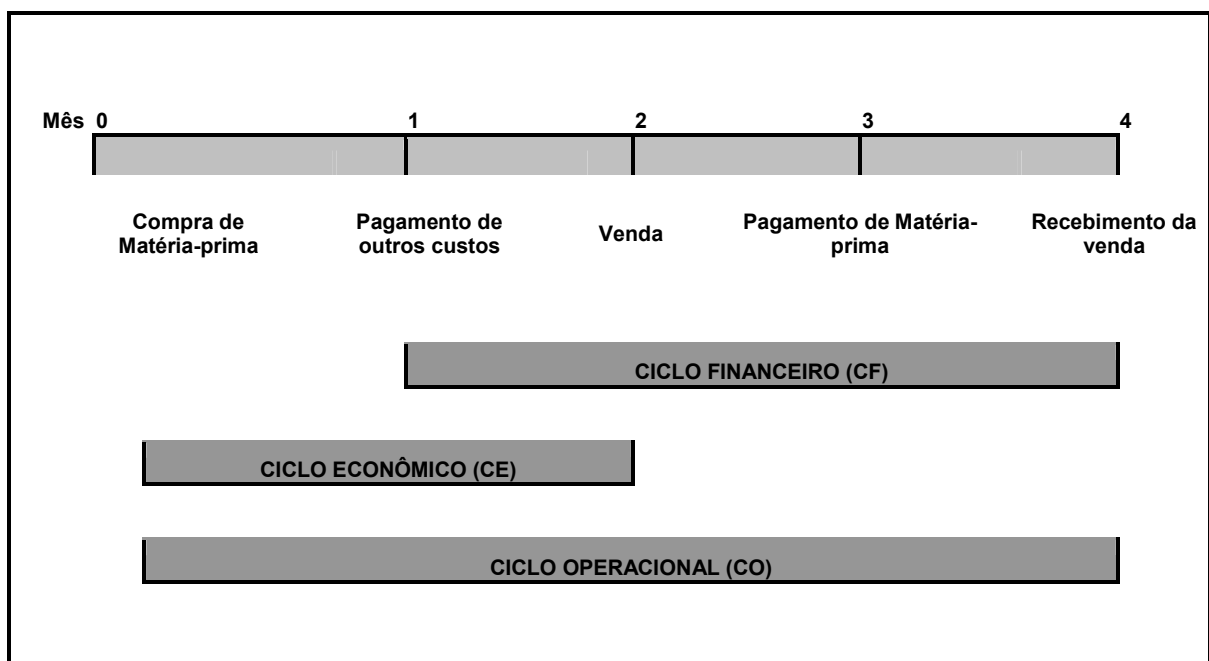 Mês 0 1 2 3 4
Compra de Matéria-prima
Pagamento de outros custos
Venda
Pagamento de Matéria-
prima
Recebimento da venda
CICLO FINANCEIRO (CF)
CICLO ECONÔMICO (CE)
CICLO OPERACIONAL (CO)